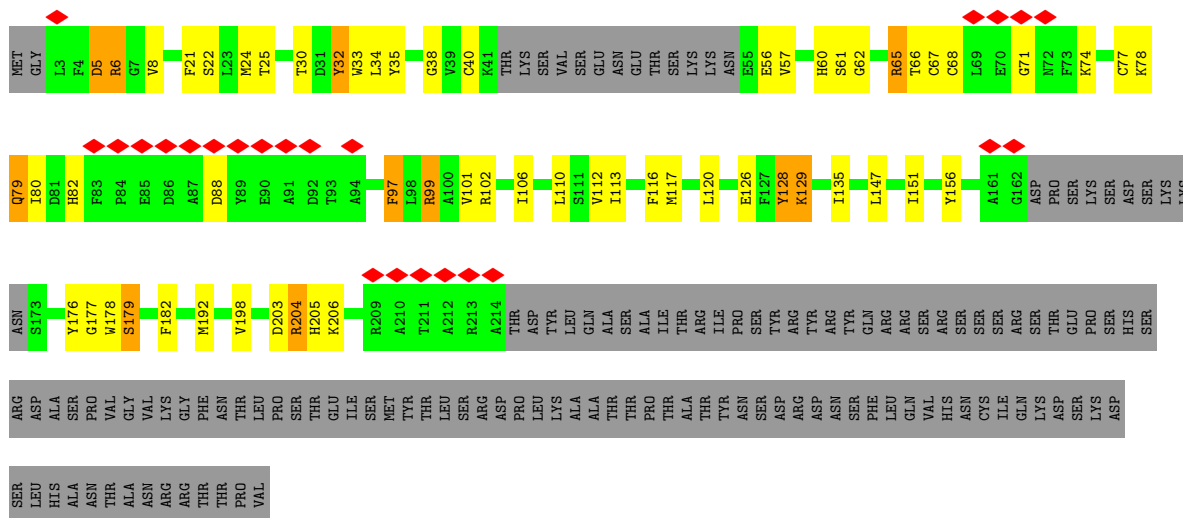 MET GLY L3 F4 D5 R6 G7 V8 F21 S22 L23 M24 T25 T30 D31 Y32 W33 L34 Y35 G38 V39 C40 K41 THR LYS SER VAL SER GLU ASN GLU THR SER LYS LYS ASN E55 E56 V57 H60 S61 G62 R65 T66 C67 C68 L69 E70 G71 N72 F73 K74 C77 K78
Q79 I80 D81 H82 F83 P84 E85 D86 A87 D88 Y89 E90 A91 D92 T93 A94 F97 L98 R99 A100 V101 R102 I106 L110 S111 V112 I113 F116 M117 L120 E126 F127 Y128 K129 I135 L147 I151 Y156 A161 G162 ASP PRO SER LYS SER ASP SER LYS
ASN S173 Y176 G177 W178 S179 F182 M192 V198 D203 R204 H205 K206 R209 A210 T211 A212 R213 A214 THR ASP TYR LEU GLN ALA SER ALA ILE THR ARG ILE PRO SER TYR ARG TYR ARG TYR GLN ARG ARG SER ARG SER SER SER ARG SER THR GLU PRO SER HIS SER
ARG ASP ALA SER PRO VAL GLY VAL LYS GLY PHE ASN THR LEU PRO SER THR GLU ILE SER MET TYR THR LEU SER ARG ASP PRO LEU LYS ALA ALA THR THR PRO THR ALA THR TYR ASN SER ASP ARG ASP ASN SER PHE LEU GLN VAL HIS ASN CYS ILE GLN LYS ASP SER LYS ASP
SER LEU HIS ALA ASN THR ALA ASN ARG ARG THR THR PRO VAL